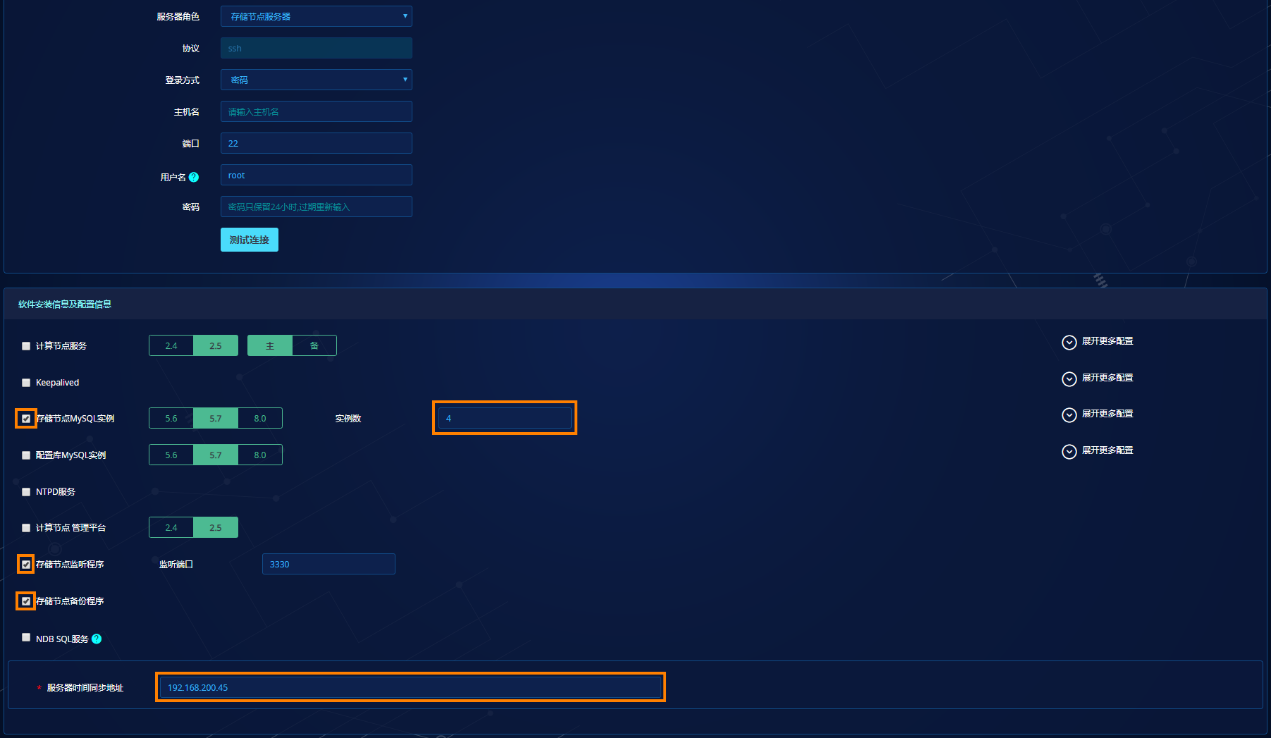 服务器角色 存储节点服务器
协议 ssh
登录方式 密码
主机名 请输入主机名
端口 22
用户名 ? root
密码 密码只保留24小时,过期重新输入
测试连接
软件安装信息及配置信息
计算节点服务 2.4 2.5 主 备 展开更多配置
Keepalived 展开更多配置
存储节点MySQL实例 5.6 5.7 8.0 实例数 4 展开更多配置
配置库MySQL实例 5.6 5.7 8.0 展开更多配置
NTPD服务
计算节点 管理平台 2.4 2.5
存储节点监听程序 监听端口 3330
存储节点备份程序
NDB SQL服务 ?
* 服务器时间同步地址 192.168.200.45